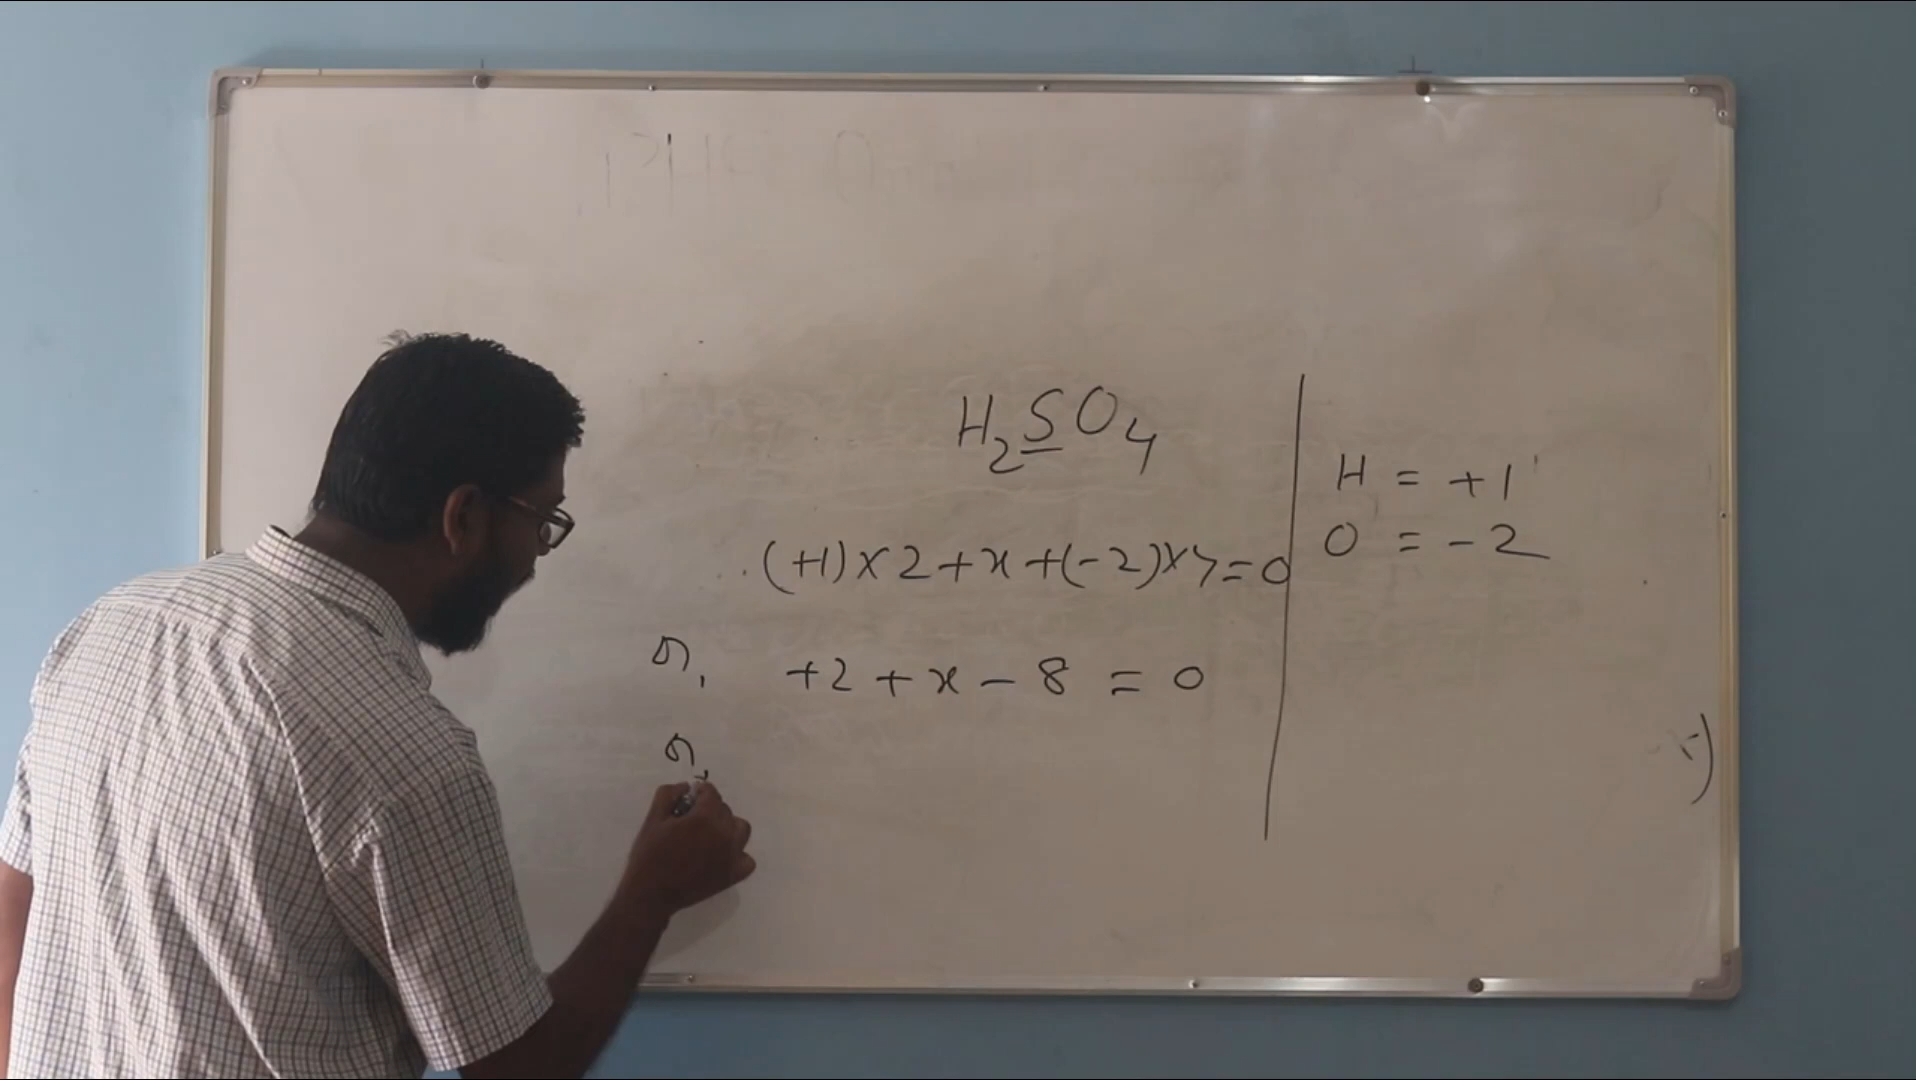 H₂SO₄
(+1)×2+x+(-2)×4=0
বা, +2+x-8=0
বা,
H = +1
O = -2